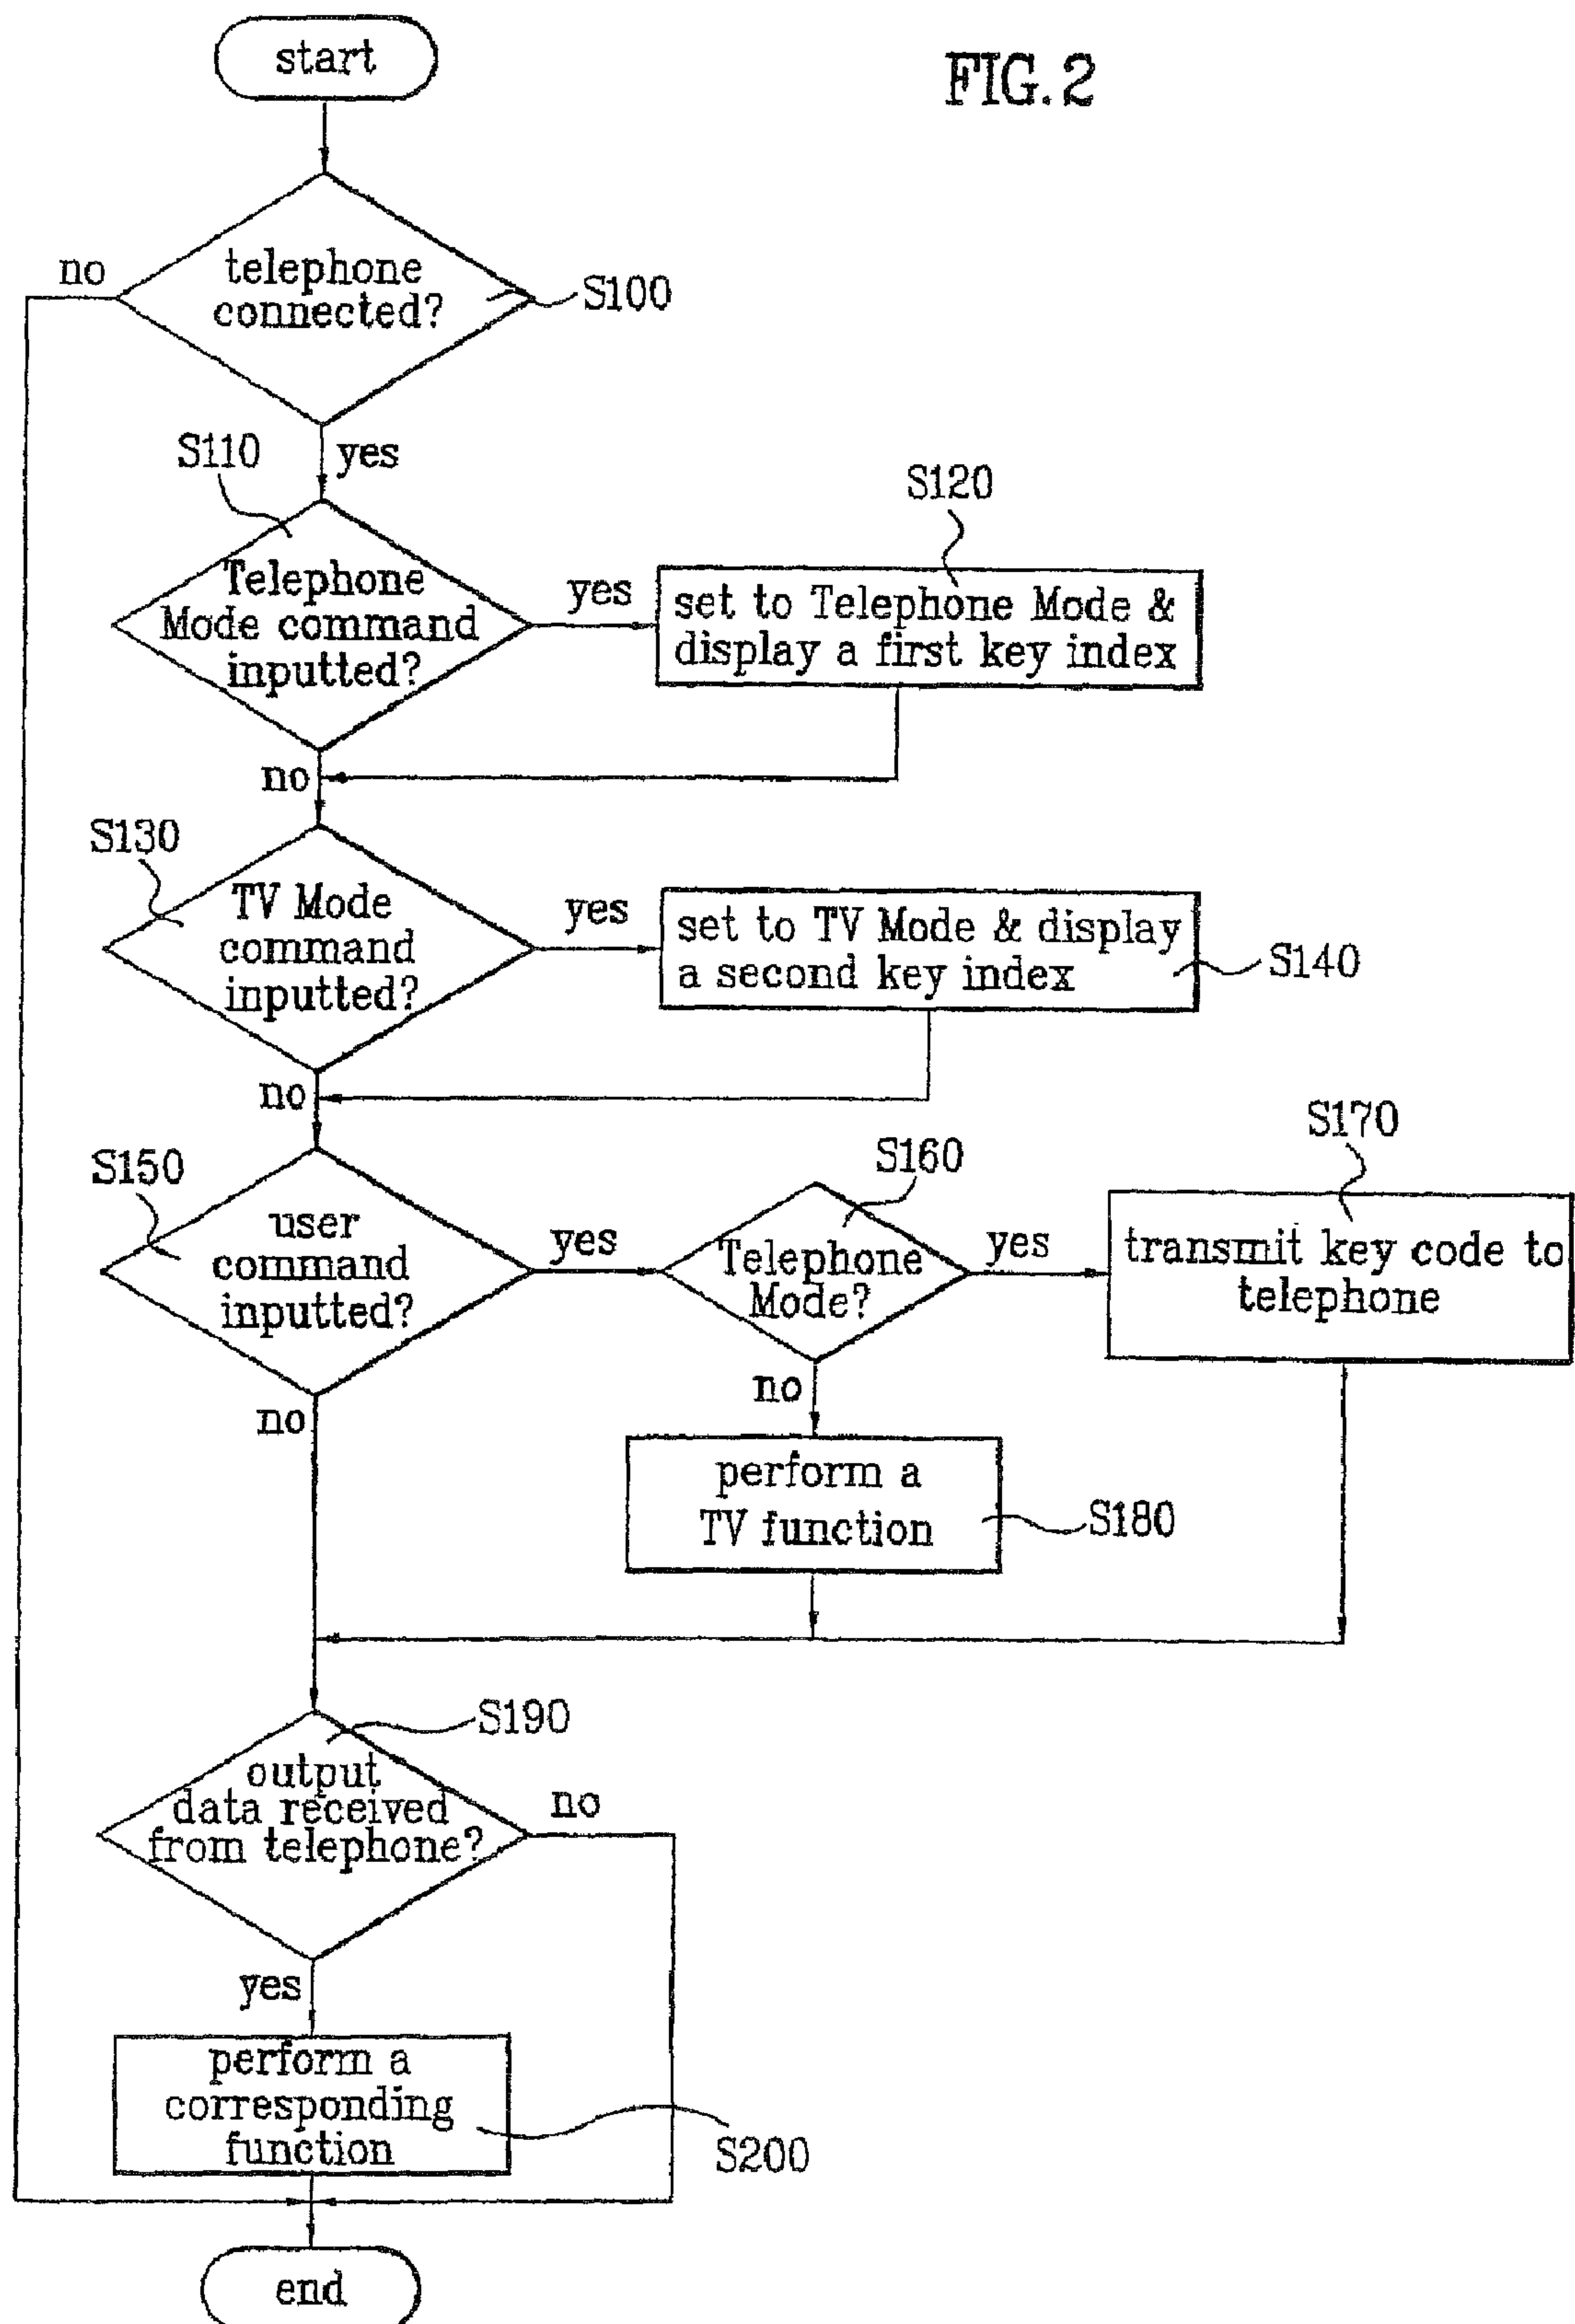 start
FIG. 2
no
telephone
connected?
S100
S110
yes
Telephone
Mode command
inputted?
yes
S120
set to Telephone Mode &
display a first key index
no
S130
TV Mode
command
inputted?
yes
set to TV Mode & display
a second key index
S140
no
S150
user
command
inputted?
yes
S160
Telephone
Mode?
yes
S170
transmit key code to
telephone
no
no
perform a
TV function
S180
S190
output
data received
from telephone?
no
yes
perform a
corresponding
function
S200
end